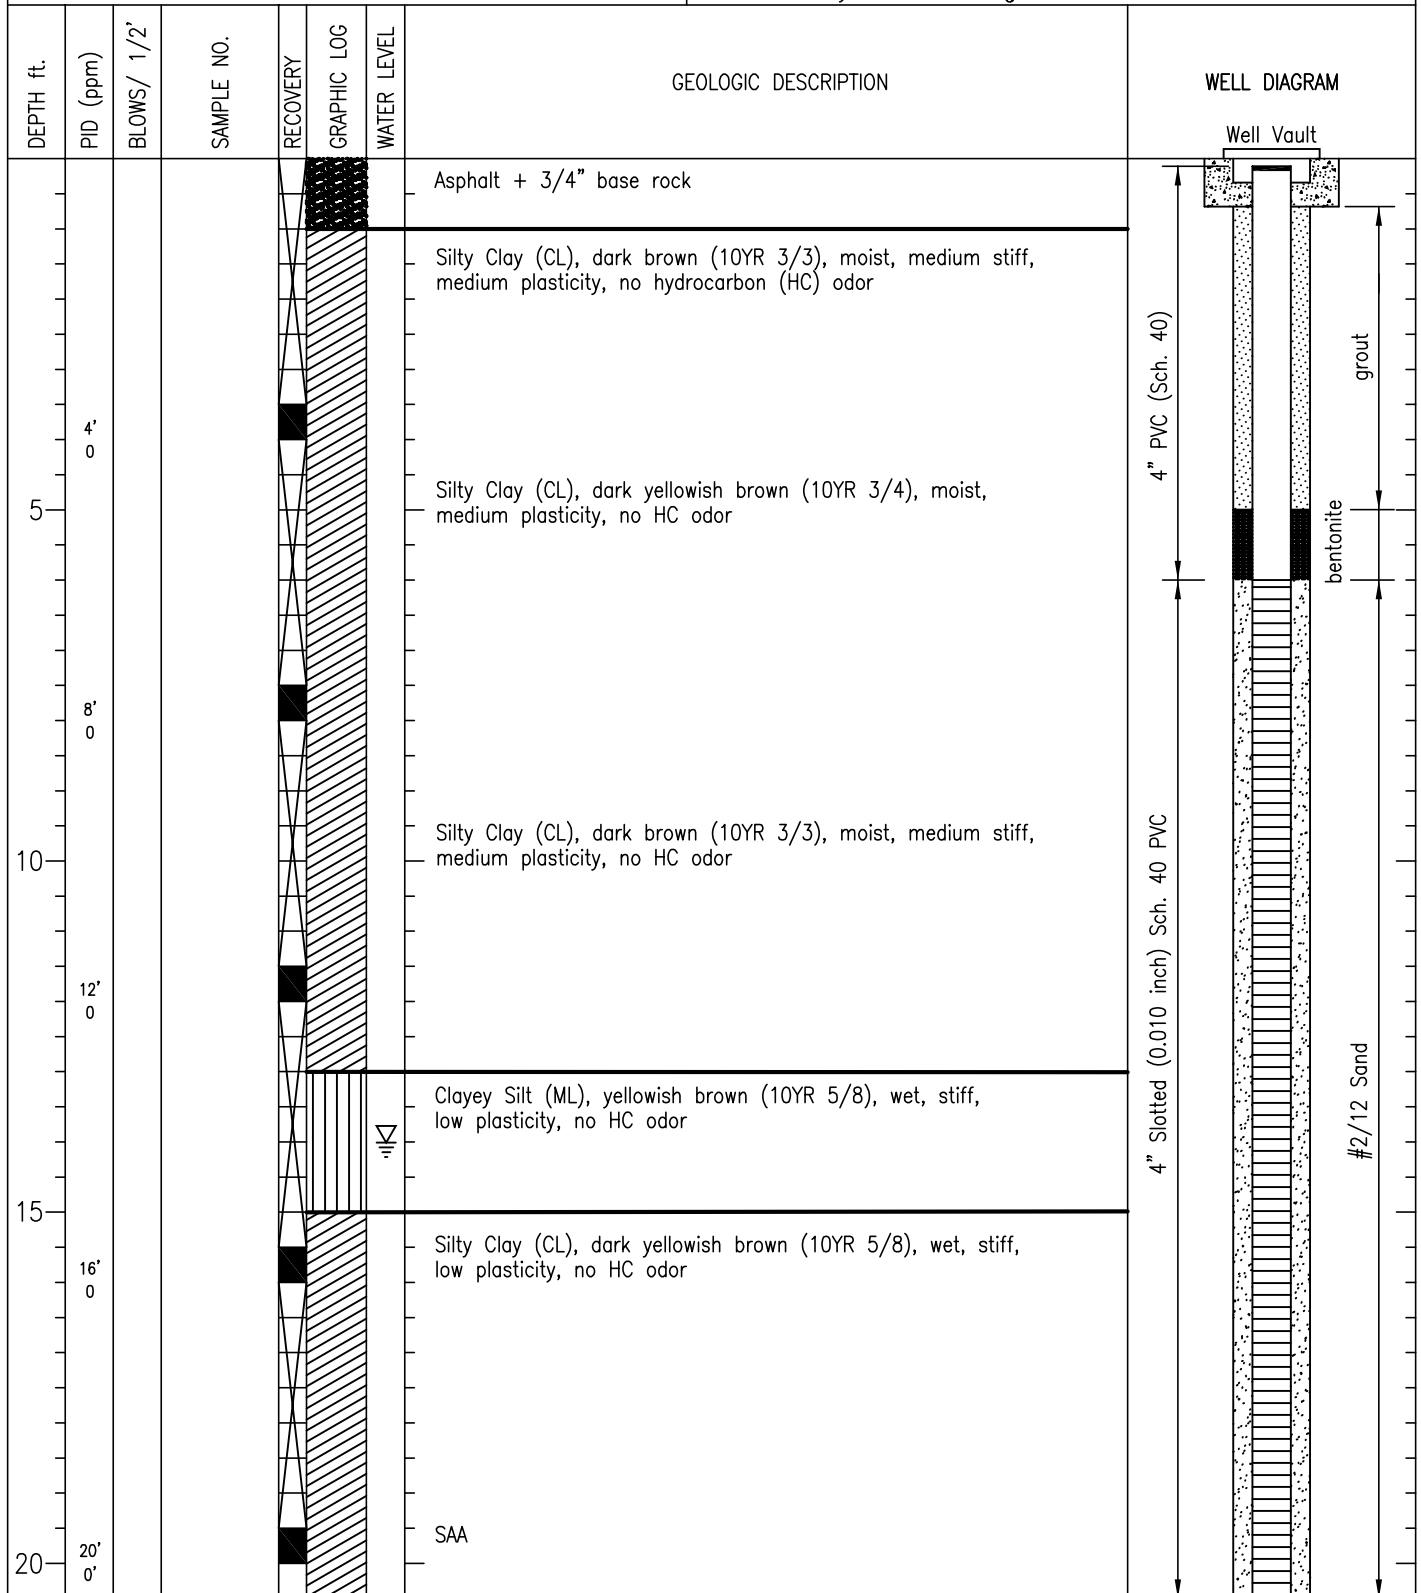 DEPTH ft.
PID (ppm)
BLOWS/ 1/2'
SAMPLE NO.
RECOVERY
GRAPHIC LOG
WATER LEVEL
GEOLOGIC DESCRIPTION
WELL DIAGRAM
Well Vault
Asphalt + 3/4" base rock
Silty Clay (CL), dark brown (10YR 3/3), moist, medium stiff,
medium plasticity, no hydrocarbon (HC) odor
4" PVC (Sch. 40)
grout
4'
0
5
Silty Clay (CL), dark yellowish brown (10YR 3/4), moist,
medium plasticity, no HC odor
bentonite
8'
0
10
Silty Clay (CL), dark brown (10YR 3/3), moist, medium stiff,
medium plasticity, no HC odor
4" Slotted (0.010 inch) Sch. 40 PVC
12'
0
#2/12 Sand
Clayey Silt (ML), yellowish brown (10YR 5/8), wet, stiff,
low plasticity, no HC odor
15
Silty Clay (CL), dark yellowish brown (10YR 5/8), wet, stiff,
low plasticity, no HC odor
16'
0
SAA
20
20'
0'